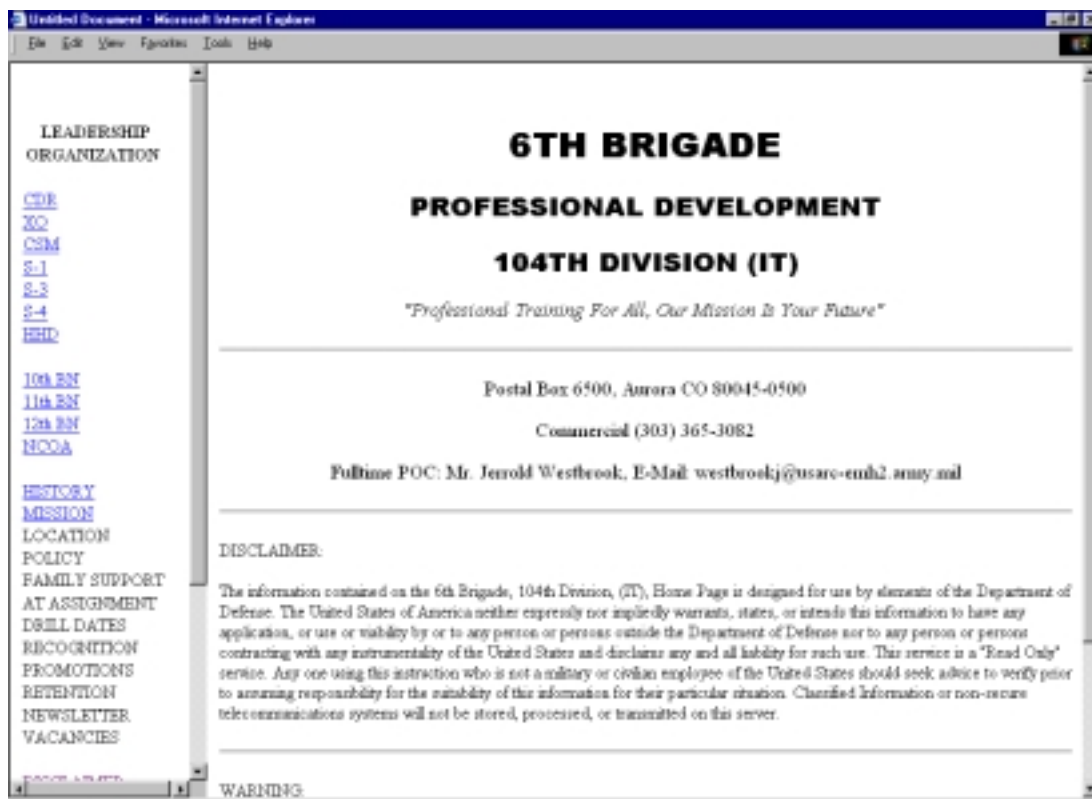 Untitled Document - Microsoft Internet Explorer
File Edit View Favorites Tools Help
LEADERSHIP
ORGANIZATION
CDR
XO
CSM
S-1
S-3
S-4
HHD
10th BN
11th BN
12th BN
NCOA
HISTORY
MISSION
LOCATION
POLICY
FAMILY SUPPORT
AT ASSIGNMENT
DRILL DATES
RECOGNITION
PROMOTIONS
RETENTION
NEWSLETTER
VACANCIES
DISCLAIMER
6TH BRIGADE
PROFESSIONAL DEVELOPMENT
104TH DIVISION (IT)
"Professional Training For All, Our Mission Is Your Future"
Postal Box 6500, Aurora CO 80045-0500
Commercial (303) 365-3082
Fulltime POC: Mr. Jerrold Westbrook, E-Mail: westbrookj@usarc-emh2.army.mil
DISCLAIMER:
The information contained on the 6th Brigade, 104th Division, (IT), Home Page is designed for use by elements of the Department of
Defense. The United States of America neither expressly nor impliedly warrants, states, or intends this information to have any
application, or use or viability by or to any person or persons outside the Department of Defense nor to any person or persons
contracting with any instrumentality of the United States and disclaims any and all liablity for such use. This service is a "Read Only"
service. Any one using this instruction who is not a military or civilian employee of the United States should seek advice to verify prior
to assuming responsibility for the suitability of this information for their particular situation. Classified Information or non-secure
telecommunications systems will not be stored, processed, or transmitted on this server.
WARNING: